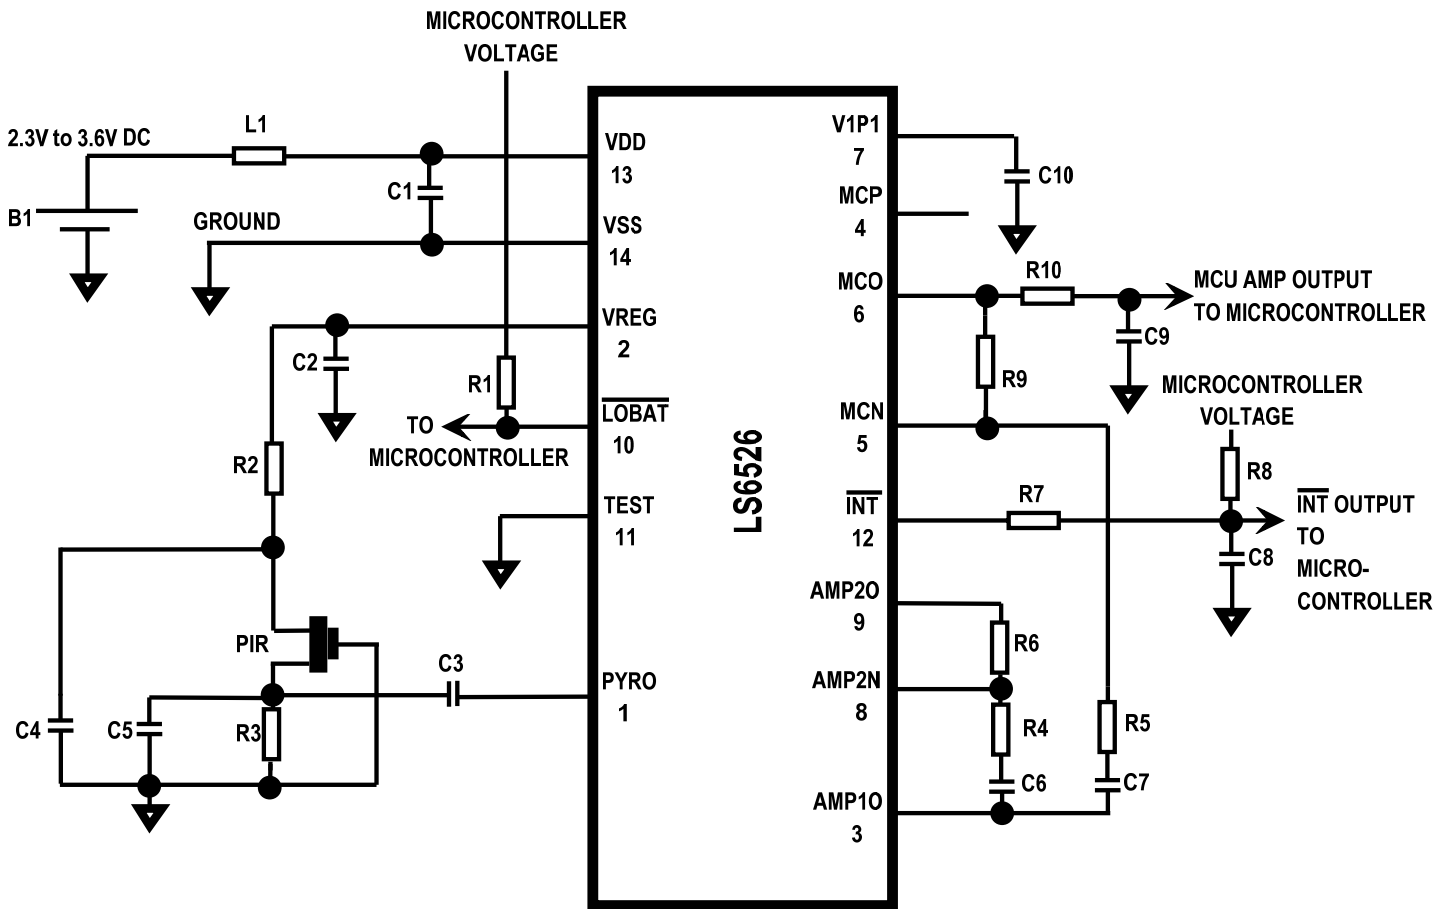 MICROCONTROLLER
VOLTAGE
2.3V to 3.6V DC
L1
C1
B1
GROUND
C2
R1
TO
MICROCONTROLLER
R2
PIR
C3
C4
C5
R3
VDD
13
VSS
14
VREG
2
LOBAT
10
TEST
11
PYRO
1
LS6526
V1P1
7
MCP
4
MCO
6
MCN
5
INT
12
AMP2O
9
AMP2N
8
AMP1O
3
C10
R10
MCU AMP OUTPUT
TO MICROCONTROLLER
C9
R9
MICROCONTROLLER
VOLTAGE
R8
R7
INT OUTPUT
TO
MICRO-
CONTROLLER
C8
R6
R4
R5
C6
C7